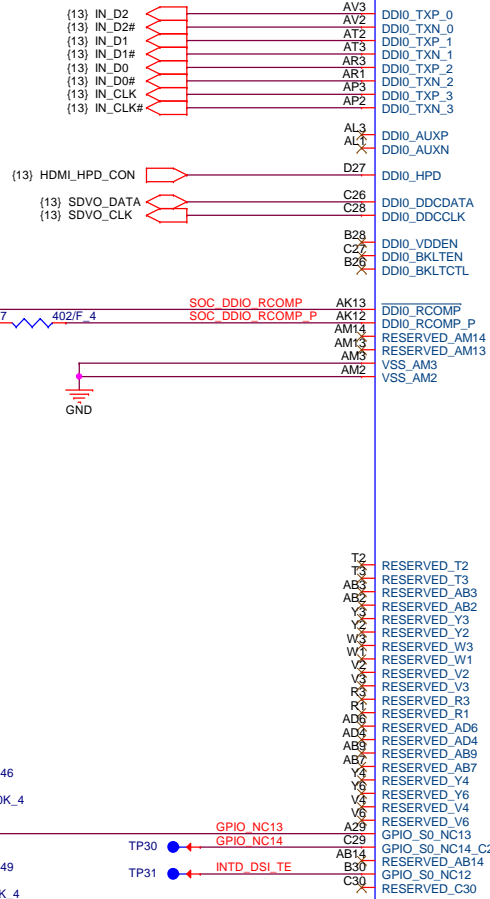 {13} IN_D2 AV3 DDI0_TXP_0
{13} IN_D2# AV2 DDI0_TXN_0
{13} IN_D1 AT2 DDI0_TXP_1
{13} IN_D1# AT3 DDI0_TXN_1
{13} IN_D0 AR3 DDI0_TXP_2
{13} IN_D0# AR1 DDI0_TXN_2
{13} IN_CLK AP3 DDI0_TXP_3
{13} IN_CLK# AP2 DDI0_TXN_3
AL3 DDI0_AUXP
AL1 DDI0_AUXN
{13} HDMI_HPD_CON D27 DDI0_HPD
{13} SDVO_DATA C26 DDI0_DDCDATA
{13} SDVO_CLK C28 DDI0_DDCCLK
B28 DDI0_VDDEN
C27 DDI0_BKLTEN
B26 DDI0_BKLTCTL
SOC_DDIO_RCOMP AK13 DDI0_RCOMP
7 402/F_4 SOC_DDIO_RCOMP_P AK12 DDI0_RCOMP_P
AM14 RESERVED_AM14
AM13 RESERVED_AM13
AM3 VSS_AM3
AM2 VSS_AM2
GND
T2 RESERVED_T2
T3 RESERVED_T3
AB3 RESERVED_AB3
AB2 RESERVED_AB2
Y3 RESERVED_Y3
Y2 RESERVED_Y2
W3 RESERVED_W3
W1 RESERVED_W1
V2 RESERVED_V2
V3 RESERVED_V3
R3 RESERVED_R3
R1 RESERVED_R1
AD6 RESERVED_AD6
AD4 RESERVED_AD4
AB9 RESERVED_AB9
AB7 RESERVED_AB7
46 Y4 RESERVED_Y4
Y6 RESERVED_Y6
0K_4 V4 RESERVED_V4
V6 RESERVED_V6
GPIO_NC13 A29 GPIO_S0_NC13
TP30 GPIO_NC14 C29 GPIO_S0_NC14_C2
49 AB14 RESERVED_AB14
TP31 INTD_DSI_TE B30 GPIO_S0_NC12
K_4 C30 RESERVED_C30